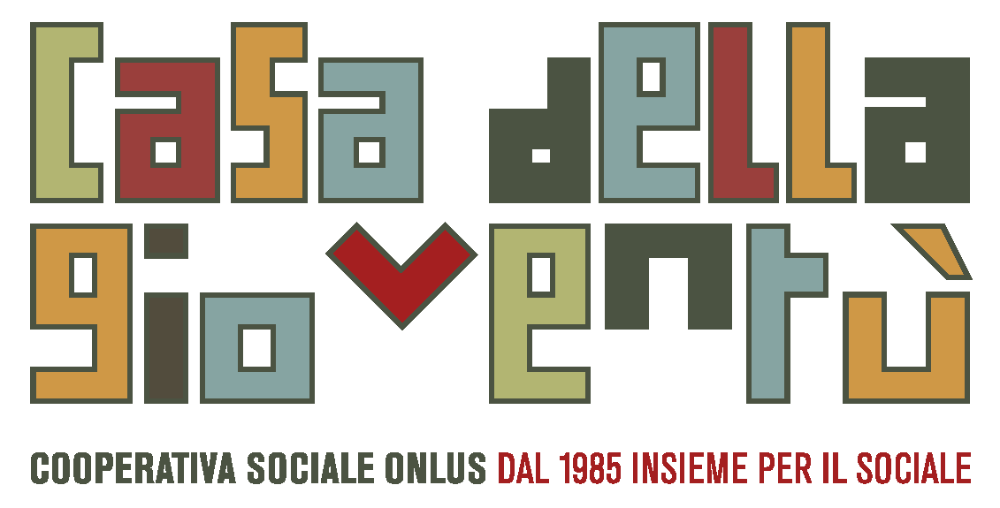 Casa della
gioventù
COOPERATIVA SOCIALE ONLUS DAL 1985 INSIEME PER IL SOCIALE